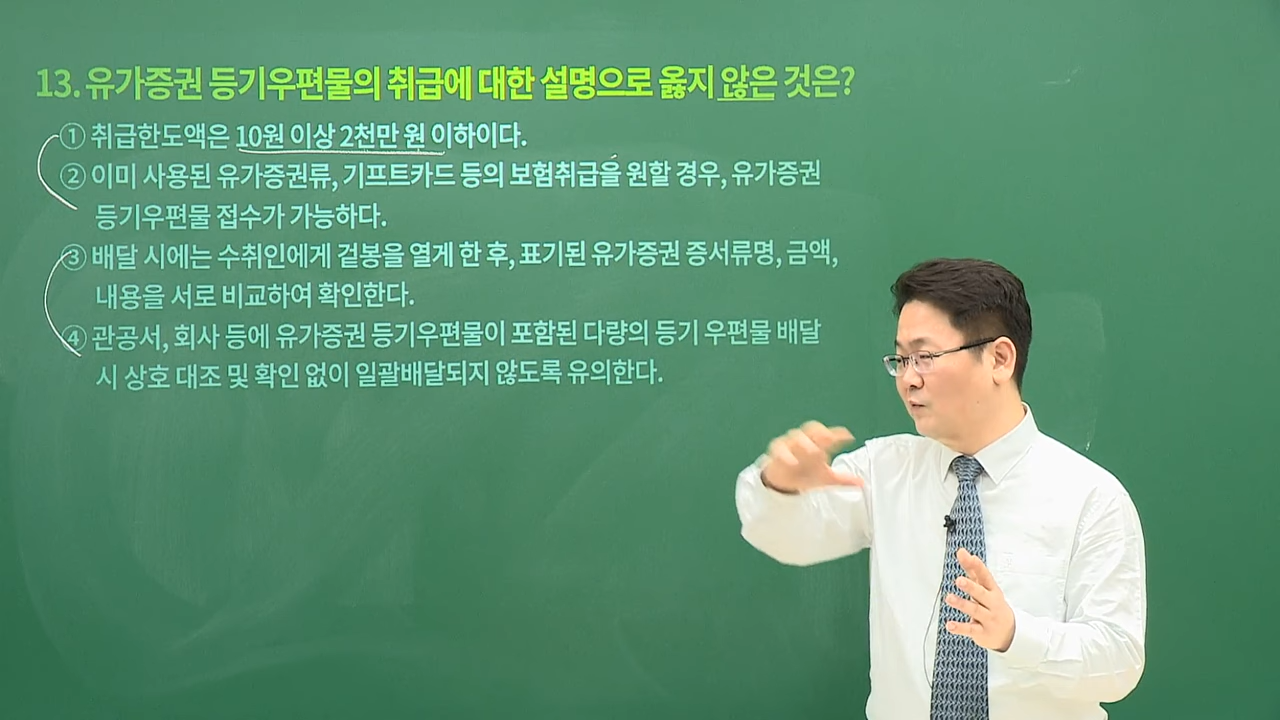 13. 유가증권 등기우편물의 취급에 대한 설명으로 옳지 않은 것은?
① 취급한도액은 10원 이상 2천만 원 이하이다.
② 이미 사용된 유가증권류, 기프트카드 등의 보험취급을 원할 경우, 유가증권
등기우편물 접수가 가능하다.
③ 배달 시에는 수취인에게 겉봉을 열게 한 후, 표기된 유가증권 증서류명, 금액,
내용을 서로 비교하여 확인한다.
④ 관공서, 회사 등에 유가증권 등기우편물이 포함된 다량의 등기 우편물 배달
시 상호 대조 및 확인 없이 일괄배달되지 않도록 유의한다.